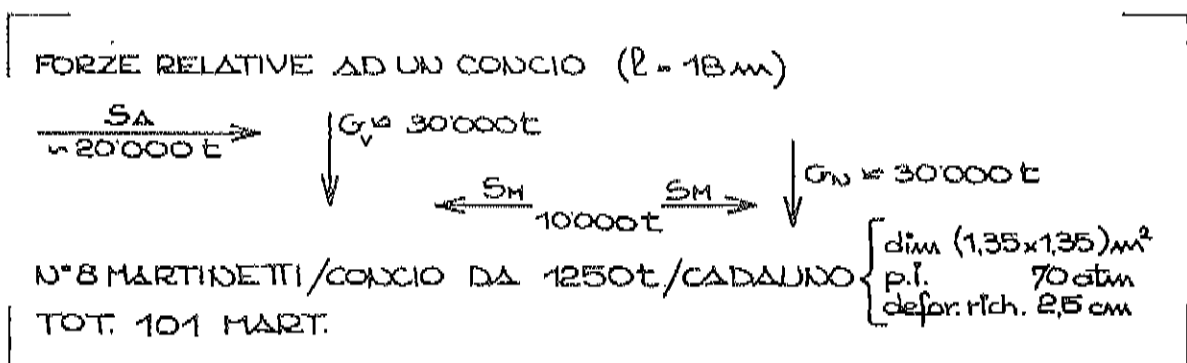 FORZE RELATIVE AD UN CONCIO (l = 18 m)
SA
≈ 20'000 t
Gv ≅ 30'000 t
SM SM
10'000 t
GN ≅ 30'000 t
N° 8 MARTINETTI/CONCIO DA 1250 t/CADAUNO
dim (1,35x1,35) m²
p.i. 70 atm
defor. rich. 2,5 cm
TOT. 101 MART.